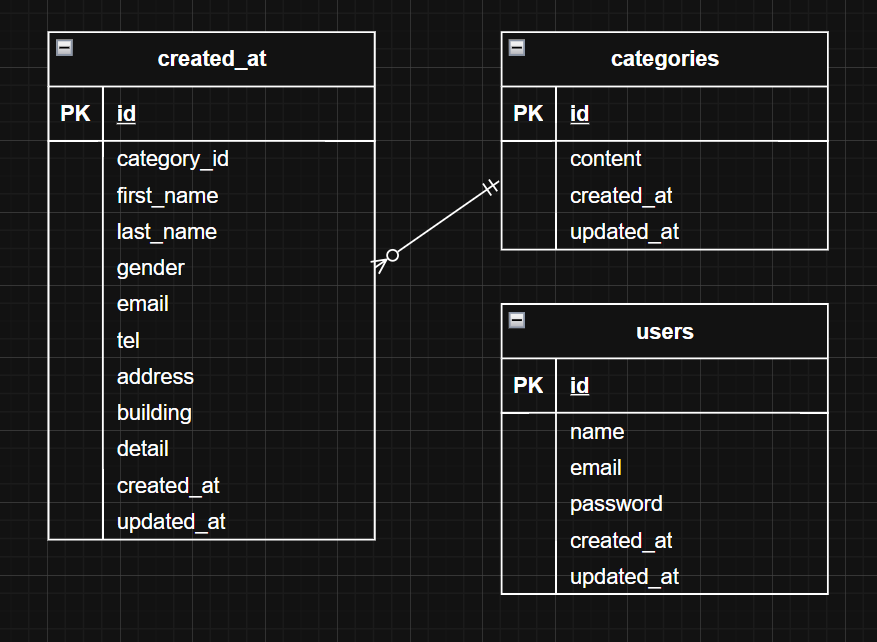 created_at
PK id
category_id
first_name
last_name
gender
email
tel
address
building
detail
created_at
updated_at
categories
PK id
content
created_at
updated_at
users
PK id
name
email
password
created_at
updated_at